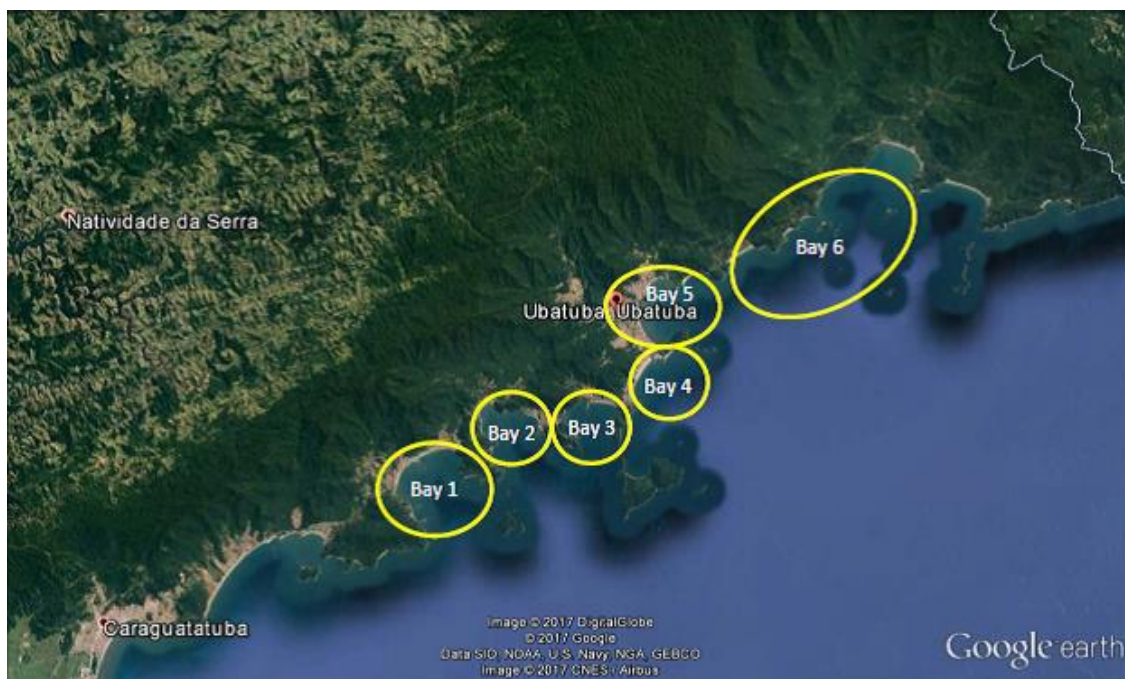 Natividade da Serra
Bay 6
Bay 5
Ubatuba Ubatuba
Bay 4
Bay 2
Bay 3
Bay 1
Caraguatatuba
Image © 2017 DigitalGlobe
© 2017 Google
Data SIO, NOAA, U.S. Navy, NGA, GEBCO
Image © 2017 CNES / Airbus
Google earth